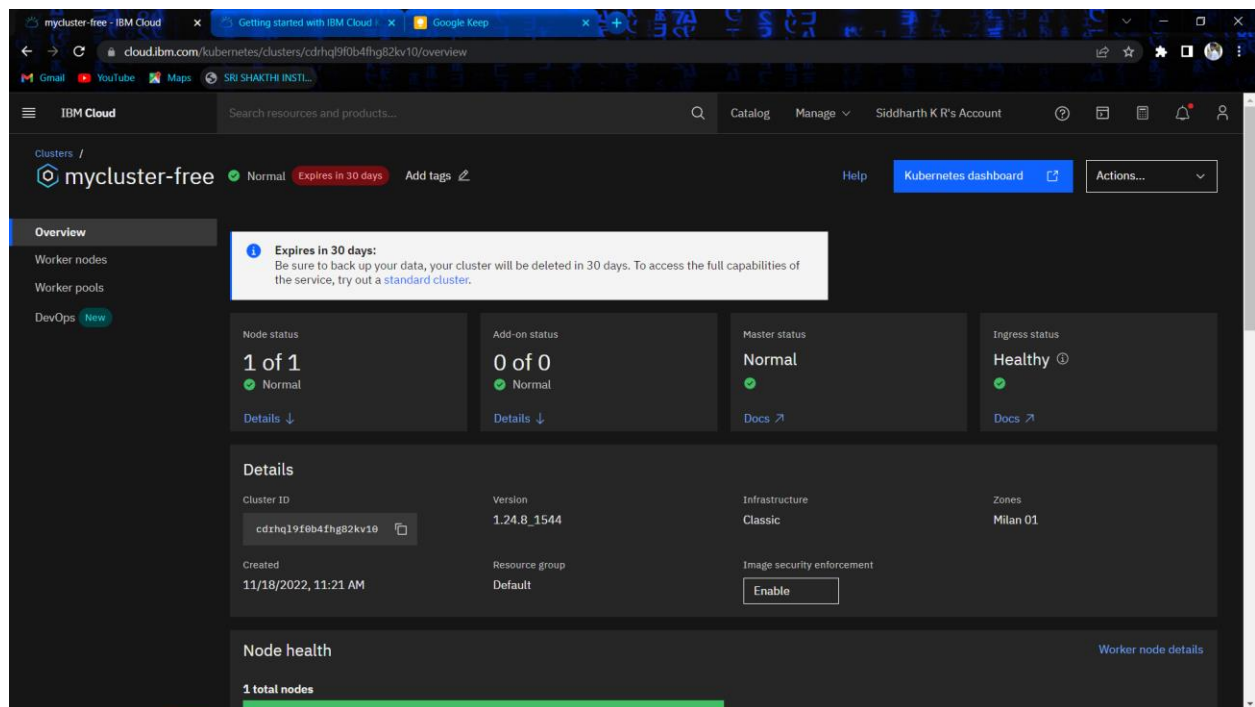 mycluster-free - IBM Cloud
Getting started with IBM Cloud
Google Keep
cloud.ibm.com/kubernetes/clusters/cdrhql9f0b4fhg82kv10/overview
Gmail YouTube Maps SRI SHAKTHI INSTI...
IBM Cloud Search resources and products... Catalog Manage Siddharth K R's Account
Clusters /
mycluster-free Normal Expires in 30 days Add tags Help Kubernetes dashboard Actions...
Overview
Worker nodes
Worker pools
DevOps New
Expires in 30 days:
Be sure to back up your data, your cluster will be deleted in 30 days. To access the full capabilities of
the service, try out a standard cluster.
Node status
1 of 1
Normal
Details ↓
Add-on status
0 of 0
Normal
Details ↓
Master status
Normal
Docs ↗
Ingress status
Healthy
Docs ↗
Details
Cluster ID
cdrhql9f0b4fhg82kv10
Version
1.24.8_1544
Infrastructure
Classic
Zones
Milan 01
Created
11/18/2022, 11:21 AM
Resource group
Default
Image security enforcement
Enable
Node health
Worker node details
1 total nodes